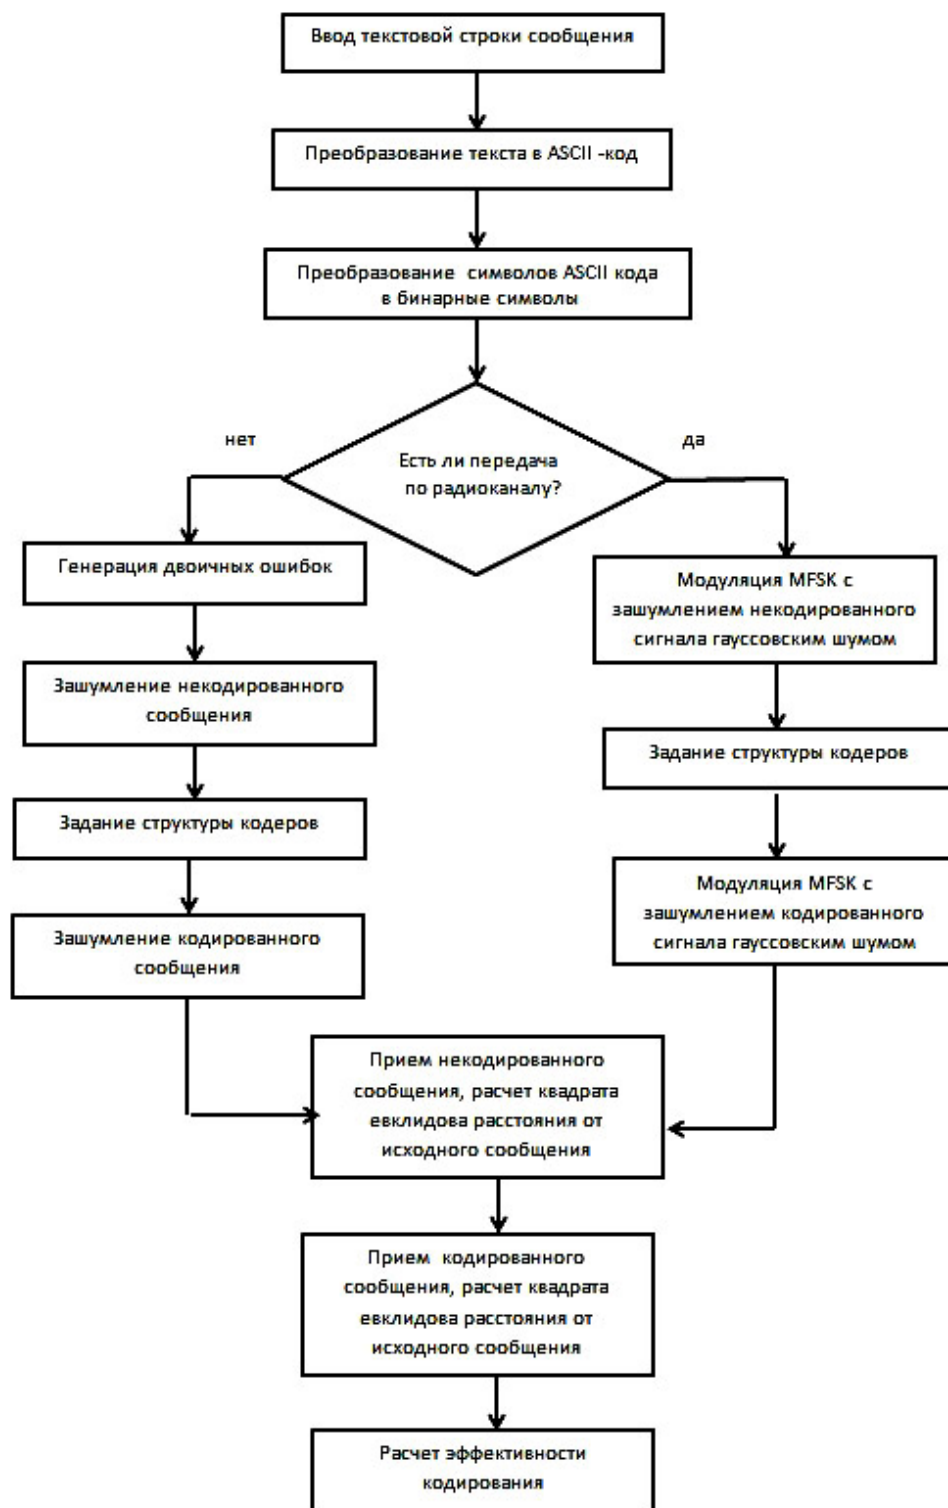 Ввод текстовой строки сообщения
Преобразование текста в ASCII -код
Преобразование символов ASCII кода
в бинарные символы
нет
да
Есть ли передача
по радиоканалу?
Генерация двоичных ошибок
Зашумление некодированного
сообщения
Задание структуры кодеров
Зашумление кодированного
сообщения
Модуляция MFSK с
зашумлением некодированного
сигнала гауссовским шумом
Задание структуры кодеров
Модуляция MFSK с
зашумлением кодированного
сигнала гауссовским шумом
Прием некодированного
сообщения, расчет квадрата
евклидова расстояния от
исходного сообщения
Прием кодированного
сообщения, расчет квадрата
евклидова расстояния от
исходного сообщения
Расчет эффективности
кодирования